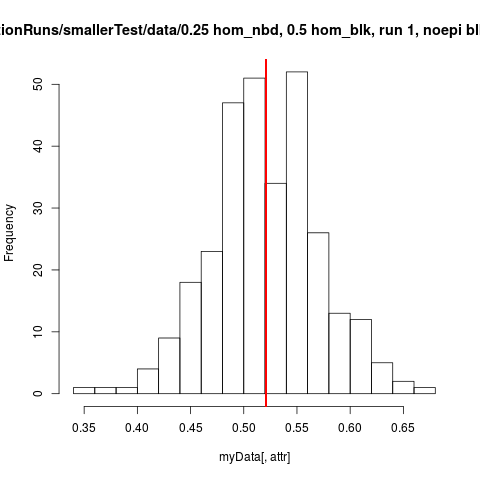 tionRuns/smallerTest/data/0.25 hom_nbd, 0.5 hom_blk, run 1, noepi bl
Frequency
50
40
30
20
10
0
0.35 0.40 0.45 0.50 0.55 0.60 0.65
myData[, attr]